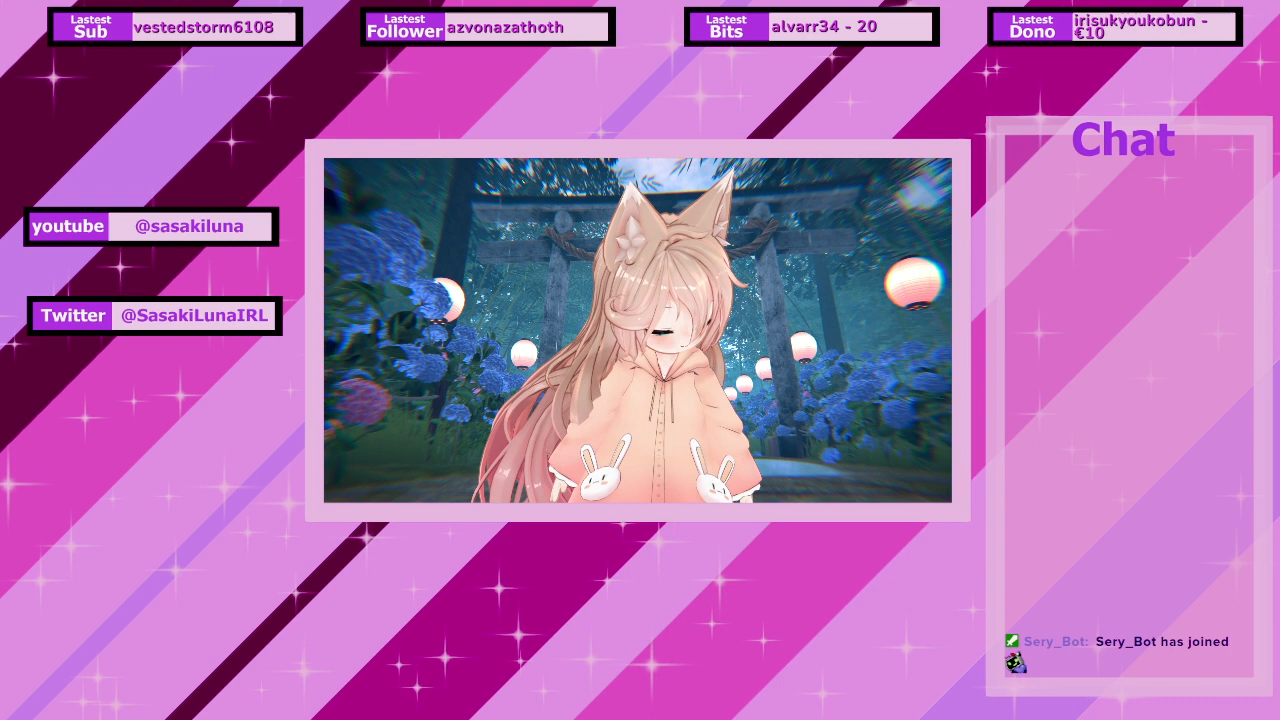 Lastest
Sub
vestedstorm6108
Lastest
Follower
azvonazathoth
Lastest
Bits
alvarr34 - 20
Lastest
Dono
irisukyoukobun -
€10
Chat
youtube
@sasakiluna
Twitter
@SasakiLunaIRL
Sery_Bot: Sery_Bot has joined